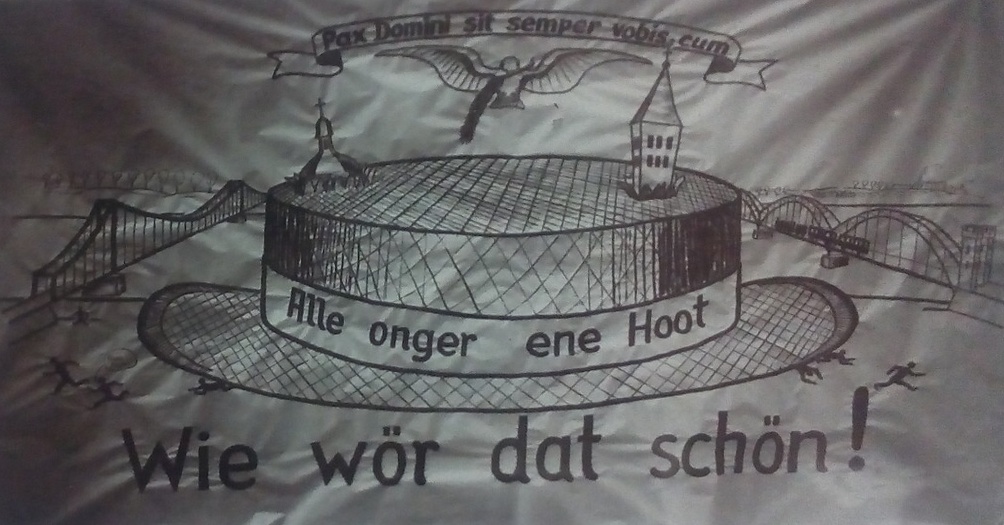 Pax Domini sit semper vobis cum
Alle onger ene Hoot
Wie wör dat schön!